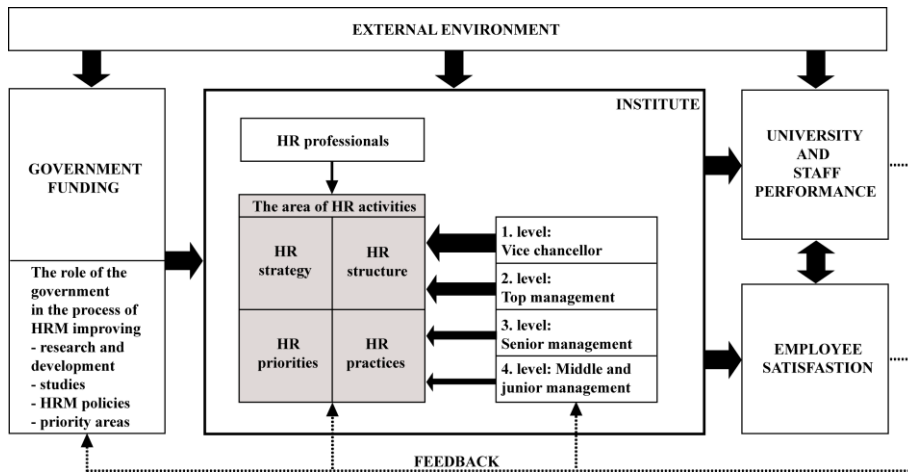 EXTERNAL ENVIRONMENT
GOVERNMENT
FUNDING
The role of the
government
in the process of
HRM improving
- research and
development
- studies
- HRM policies
- priority areas
INSTITUTE
HR professionals
The area of HR activities
HR
strategy
HR
structure
HR
priorities
HR
practices
1. level:
Vice chancellor
2. level:
Top management
3. level:
Senior management
4. level: Middle and
junior management
UNIVERSITY
AND
STAFF
PERFORMANCE
EMPLOYEE
SATISFASTION
FEEDBACK